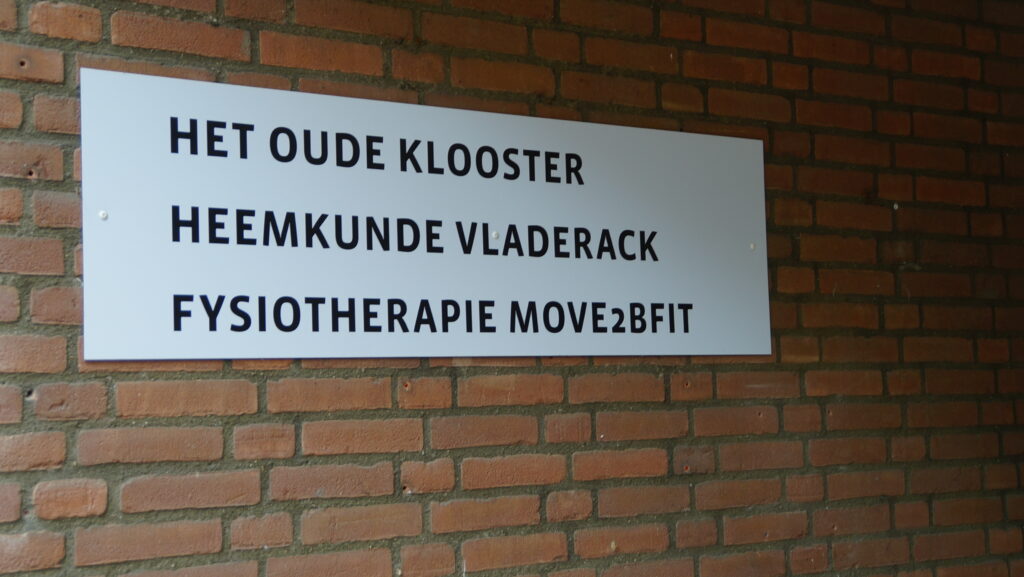 HET OUDE KLOOSTER
HEEMKUNDE VLADERACK
FYSIOTHERAPIE MOVE2BFIT